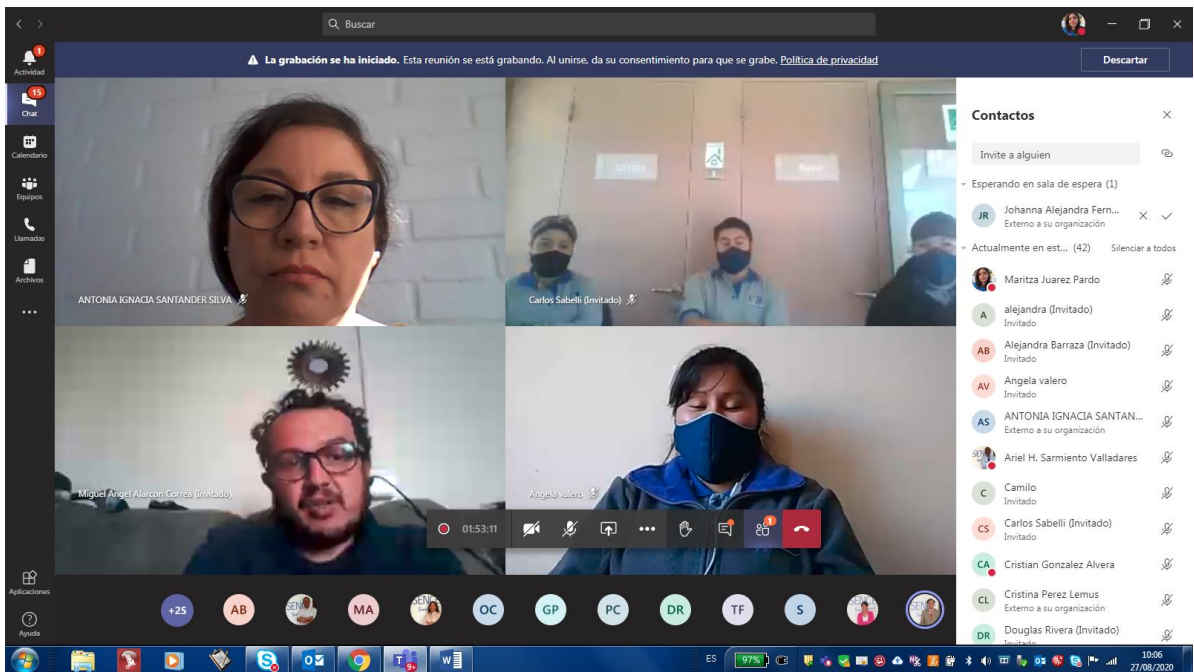 Buscar
La grabación se ha iniciado. Esta reunión se está grabando. Al unirse, da su consentimiento para que se grabe. Política de privacidad
Descartar
1
Actividad
15
Chat
Calendario
Equipos
Llamadas
Archivos
Aplicaciones
Ayuda
ANTONIA IGNACIA SANTANDER SILVA
Carlos Sabelli (Invitado)
Miguel Angel Alarcon Correa (Invitado)
Angela valero
01:53:11
1
+25
AB
MA
OC
GP
PC
DR
TF
S
Contactos
Invite a alguien
Esperando en sala de espera (1)
JR
Johanna Alejandra Fern...
Externo a su organización
Actualmente en est... (42)
Silenciar a todos
Maritza Juarez Pardo
A
alejandra (Invitado)
Invitado
AB
Alejandra Barraza (Invitado)
Invitado
AV
Angela valero
Invitado
AS
ANTONIA IGNACIA SANTAN...
Externo a su organización
Ariel H. Sarmiento Valladares
C
Camilo
Invitado
CS
Carlos Sabelli (Invitado)
Invitado
CA
Cristian Gonzalez Alvera
CL
Cristina Perez Lemus
Externo a su organización
DR
Douglas Rivera (Invitado)
Invitado
ES
97%
10:06
27/08/2020